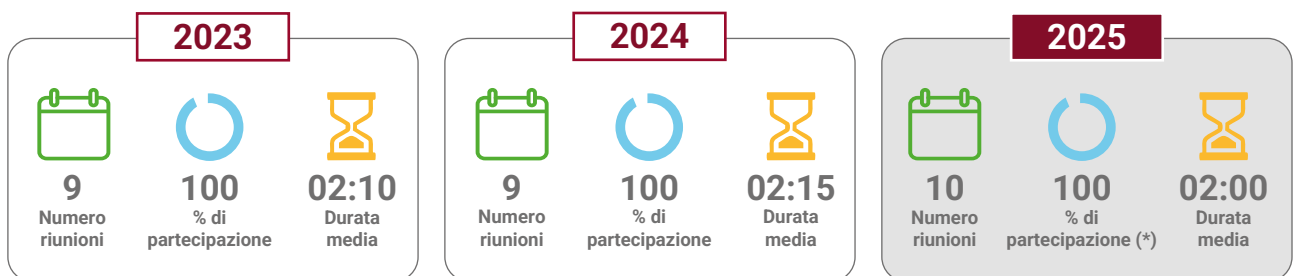 2023
9
Numero
riunioni
100
% di
partecipazione
02:10
Durata
media
2024
9
Numero
riunioni
100
% di
partecipazione
02:15
Durata
media
2025
10
Numero
riunioni
100
% di
partecipazione (*)
02:00
Durata
media